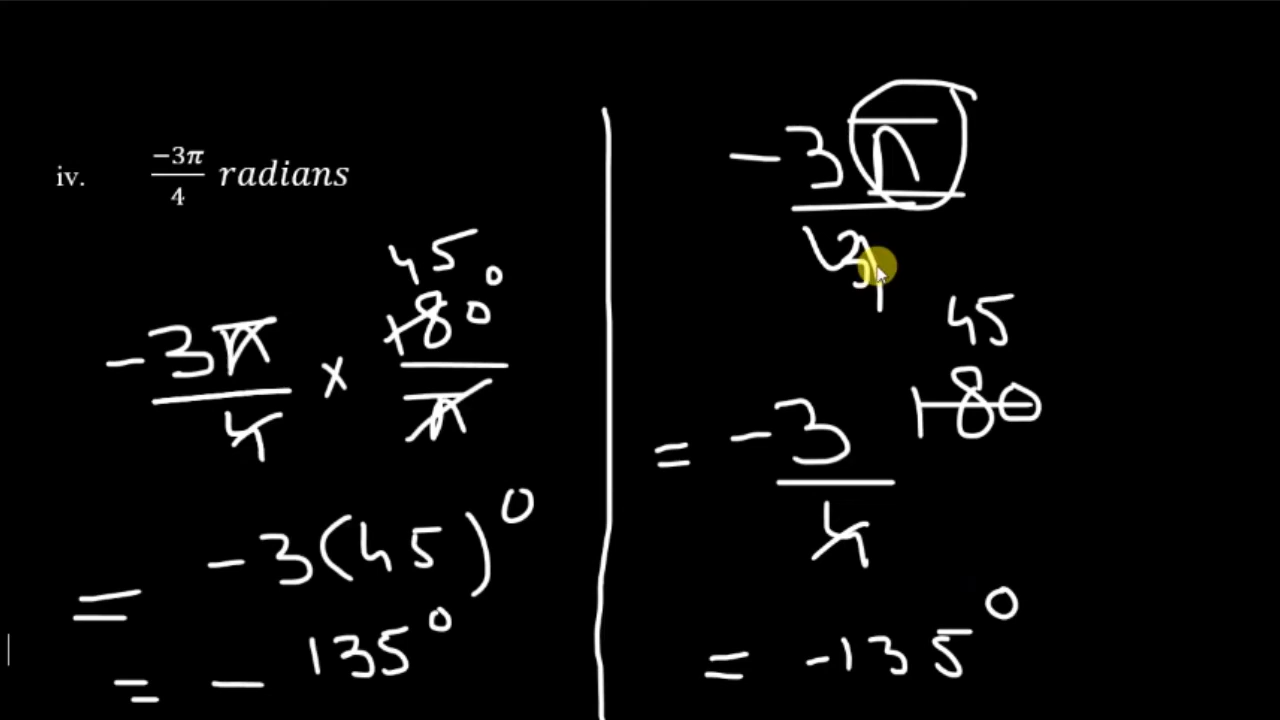 iv. −3π/4 radians
45
−3π/4 × 180°/π
= −3(45)°
= − 135°
−3π
4
45
= −3/4 180
= −135°